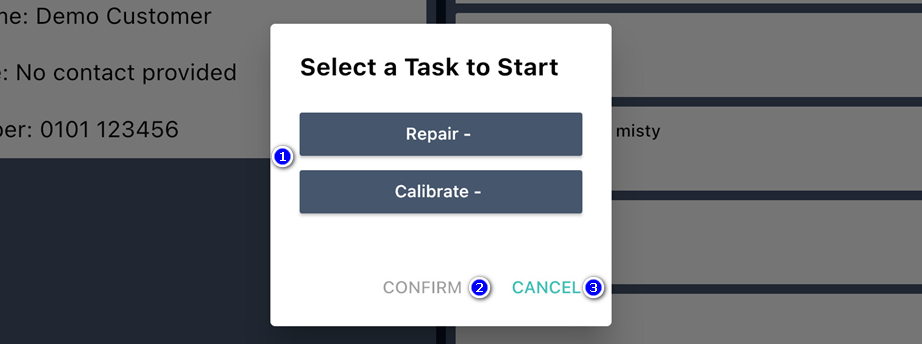 me: Demo Customer
e: No contact provided
ber: 0101 123456
Select a Task to Start
Repair -
1
Calibrate -
CONFIRM 2 CANCEL 3
misty